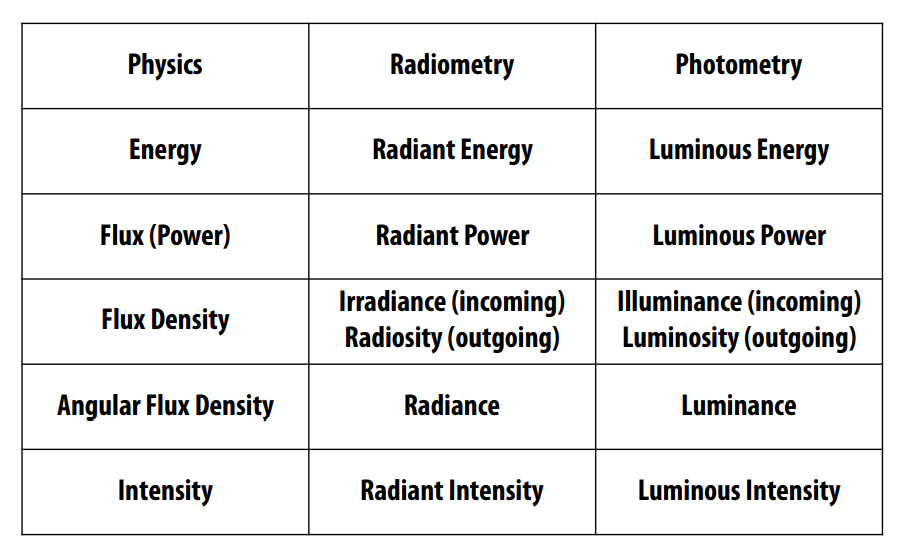 Physics
Radiometry
Photometry
Energy
Radiant Energy
Luminous Energy
Flux (Power)
Radiant Power
Luminous Power
Flux Density
Irradiance (incoming)
Radiosity (outgoing)
Illuminance (incoming)
Luminosity (outgoing)
Angular Flux Density
Radiance
Luminance
Intensity
Radiant Intensity
Luminous Intensity